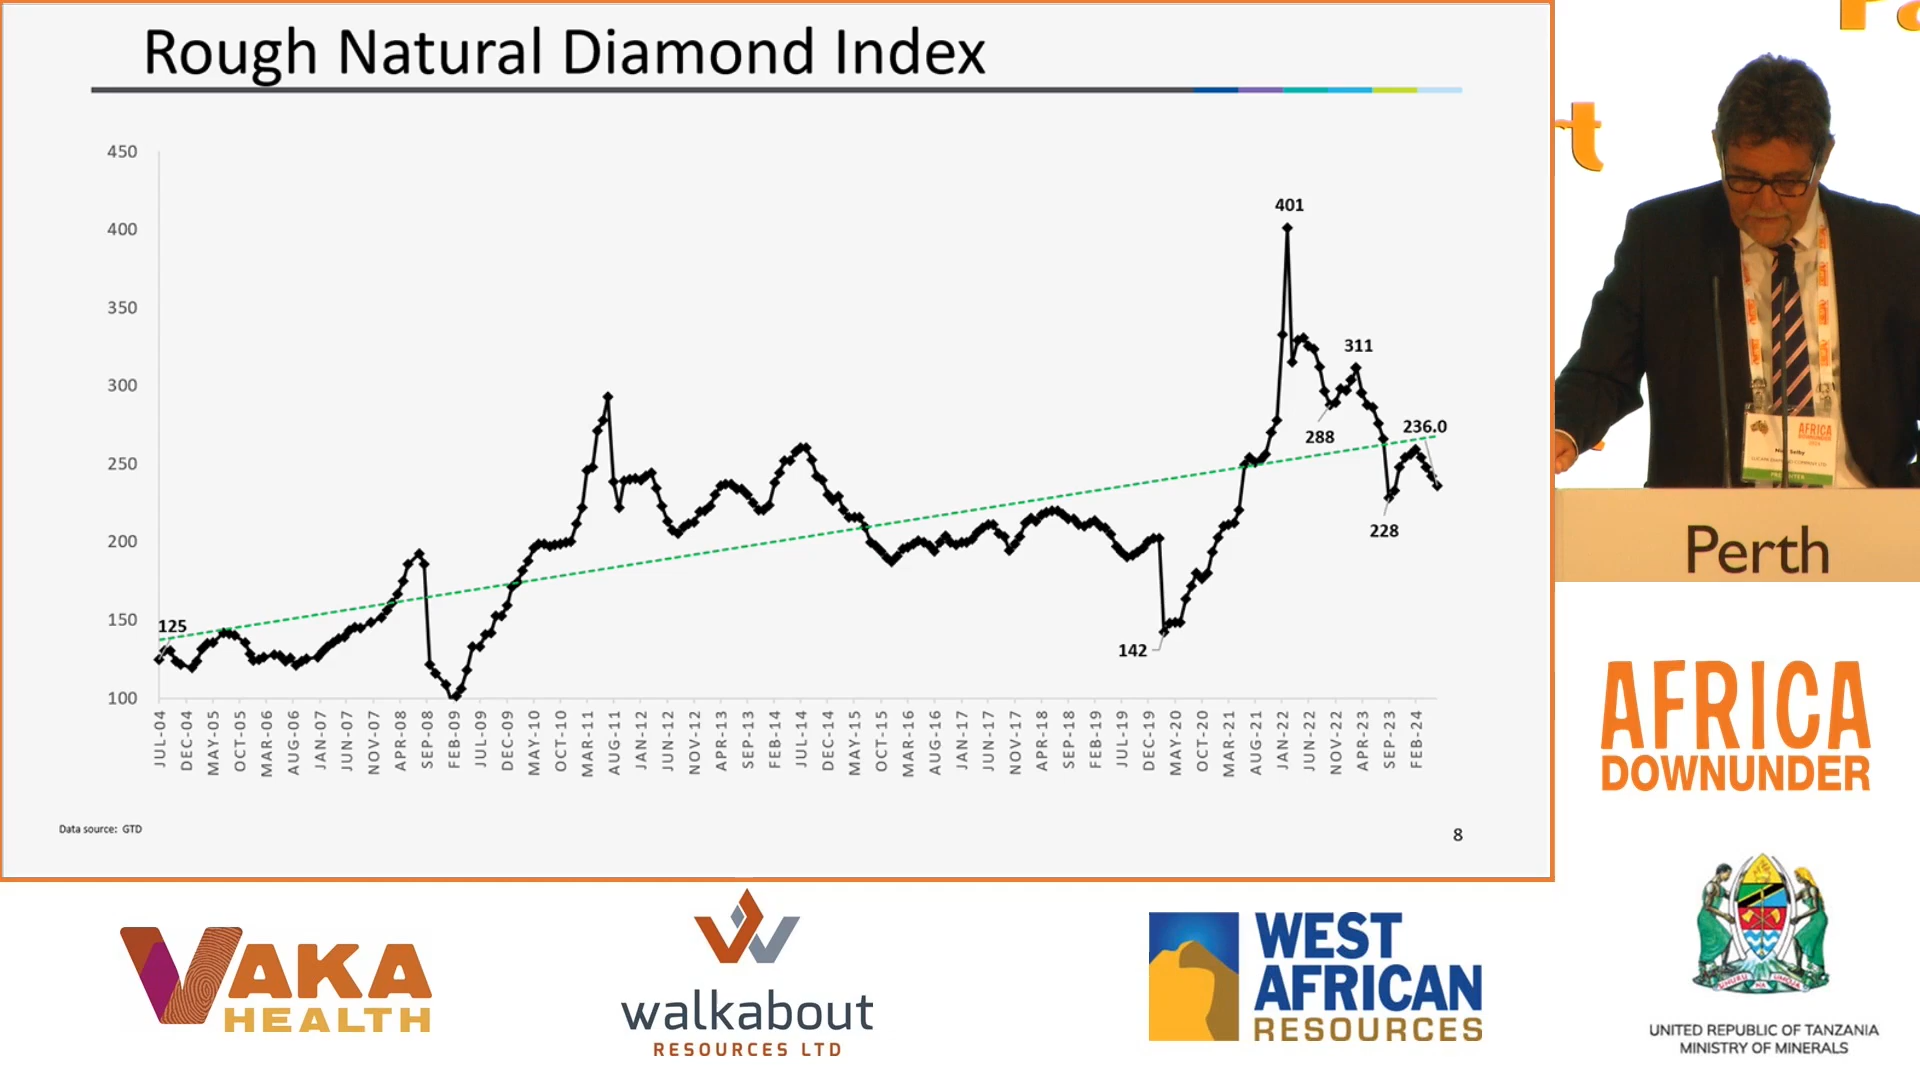 Rough Natural Diamond Index
450
400
350
300
250
200
150
100
125
142
401
288
311
228
236.0
JUL-04
DEC-04
MAY-05
OCT-05
MAR-06
AUG-06
JAN-07
JUN-07
NOV-07
APR-08
SEP-08
FEB-09
JUL-09
DEC-09
MAY-10
OCT-10
MAR-11
AUG-11
JAN-12
JUN-12
NOV-12
APR-13
SEP-13
FEB-14
JUL-14
DEC-14
MAY-15
OCT-15
MAR-16
AUG-16
JAN-17
JUN-17
NOV-17
APR-18
SEP-18
FEB-19
JUL-19
DEC-19
MAY-20
OCT-20
MAR-21
AUG-21
JAN-22
JUN-22
NOV-22
APR-23
SEP-23
FEB-24
Data source: GTD
8
AFRICA
DOWNUNDER
Selby
Perth
AFRICA
DOWNUNDER
VAKA
HEALTH
walkabout
RESOURCES LTD
WEST
AFRICAN
RESOURCES
UHURU NA UMOJA
UNITED REPUBLIC OF TANZANIA
MINISTRY OF MINERALS